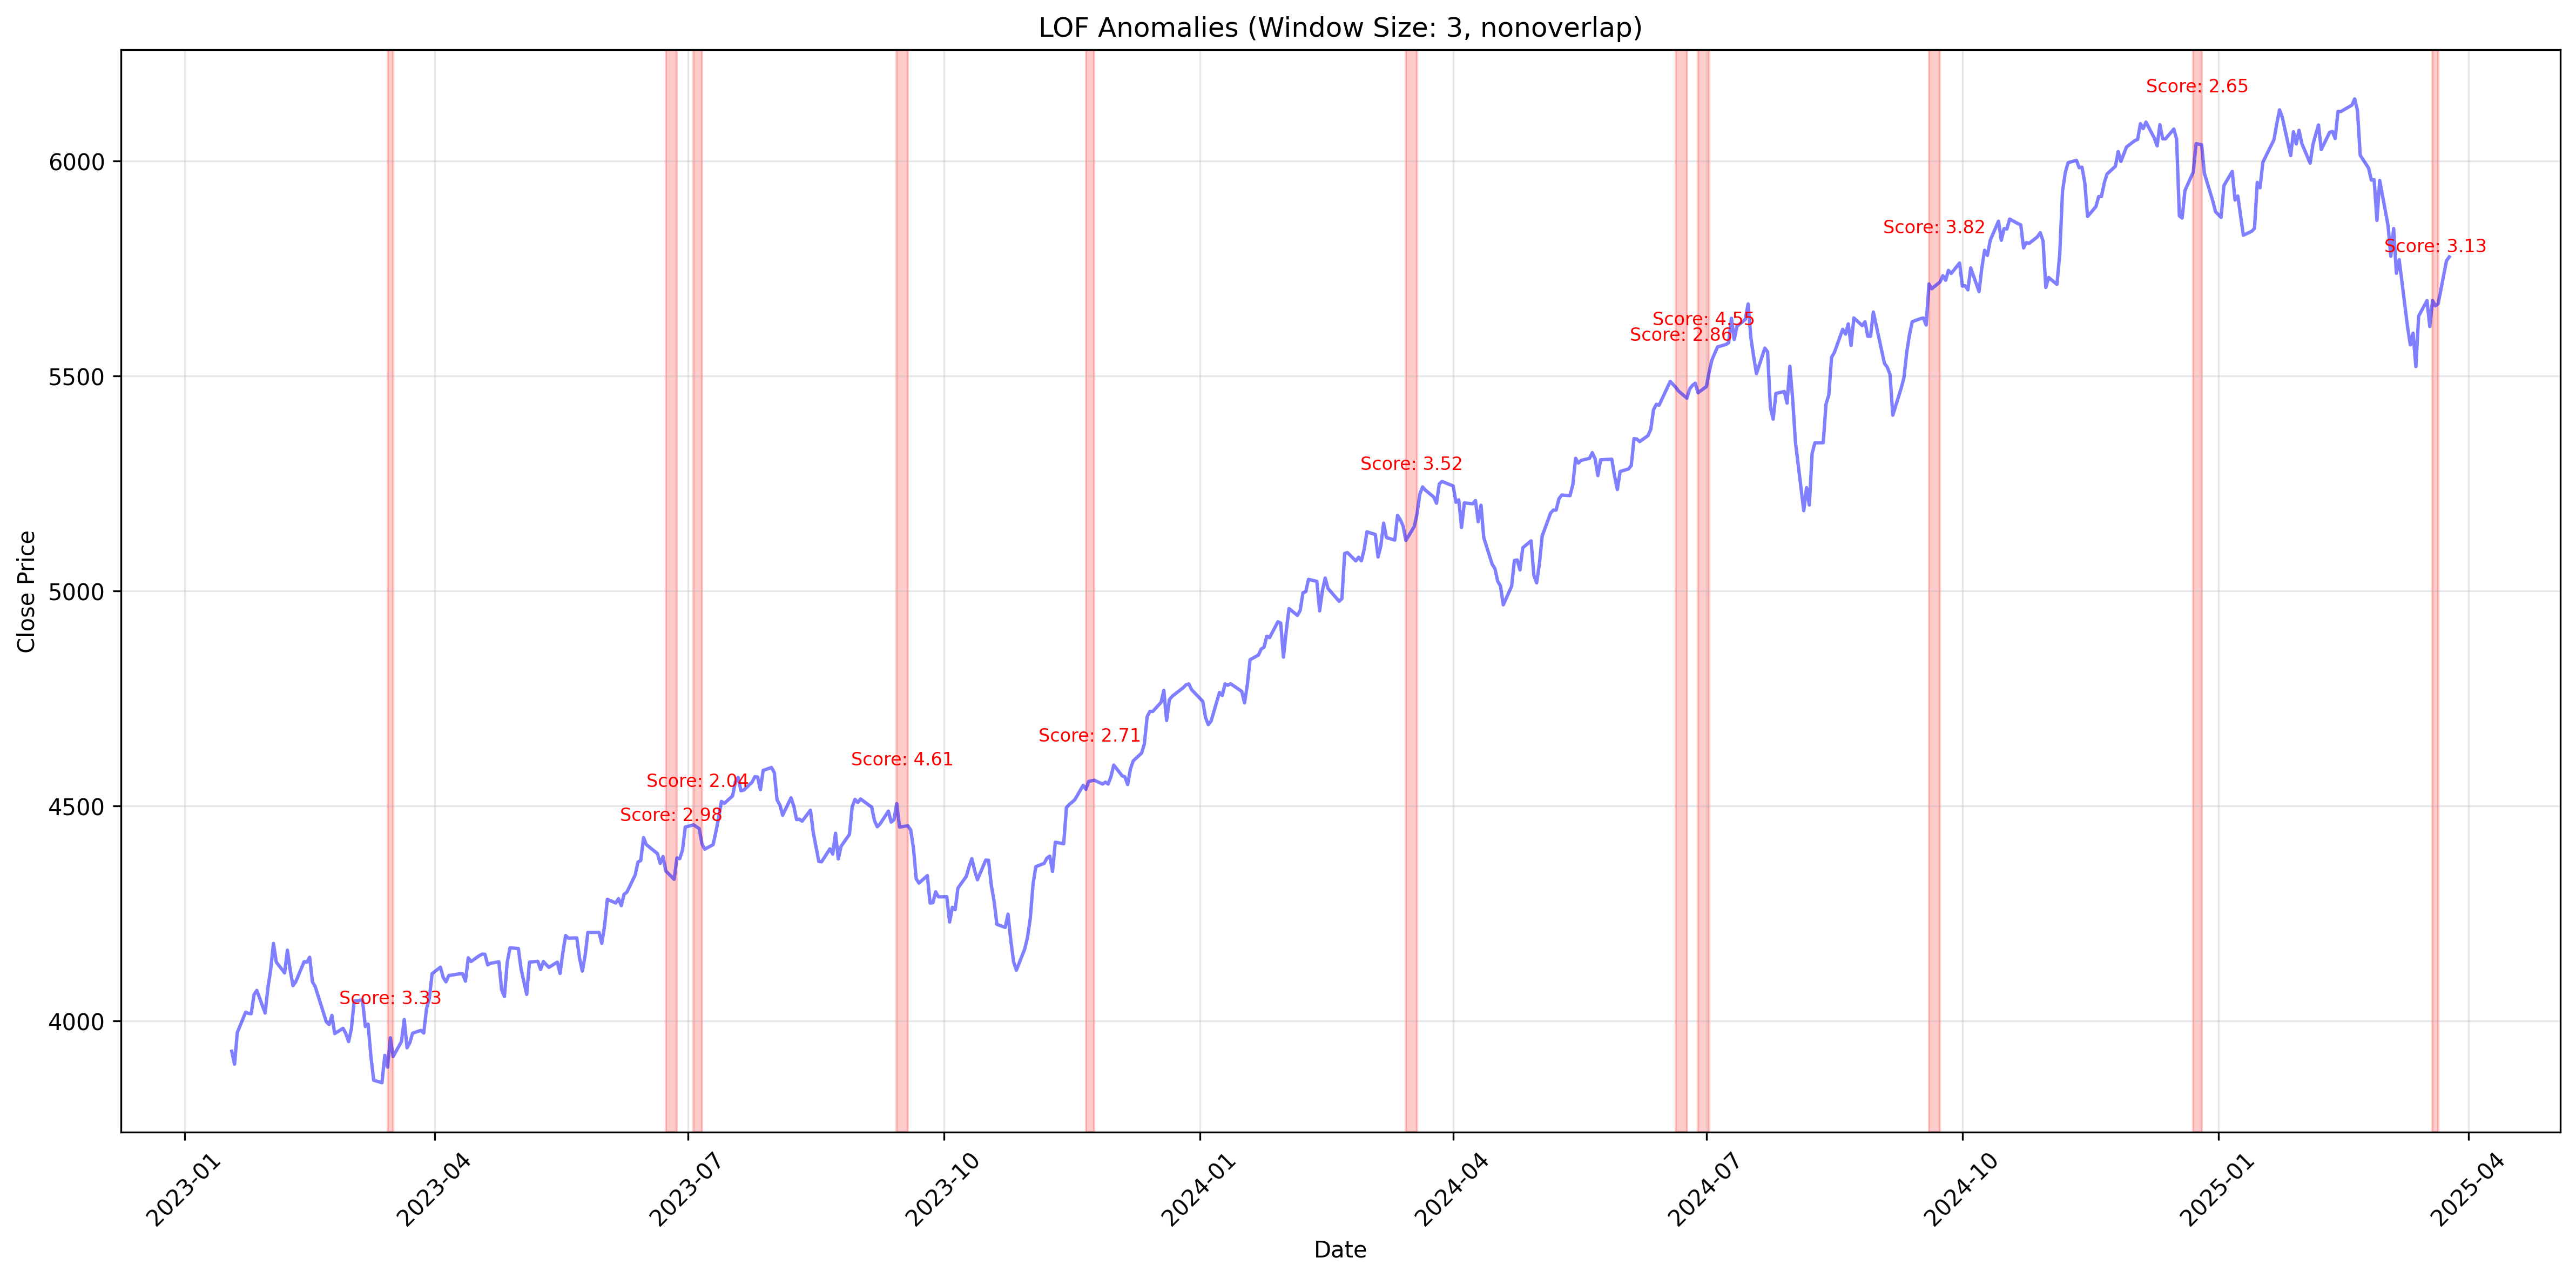 LOF Anomalies (Window Size: 3, nonoverlap)
Score: 2.65
6000
Score: 3.82
Score: 3.13
Score: 4.55
Score: 2.86
5500
Score: 3.52
5000
Close Price
Score: 2.71
Score: 4.61
Score: 2.04
Score: 2.98
4500
Score: 3.33
4000
2023-01
2023-04
2023-07
2023-10
2024-01
2024-04
2024-07
2024-10
2025-01
2025-04
Date